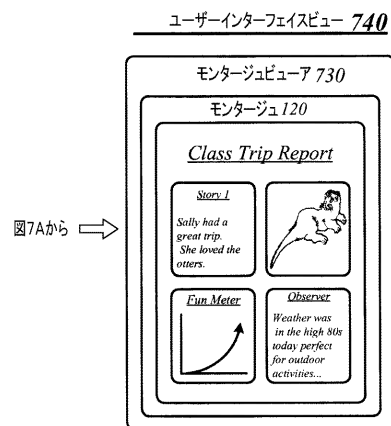 ユーザーインターフェイスビュー 740
モンタージュビューア 730
モンタージュ 120
Class Trip Report
Story 1
Sally had a
great trip.
She loved the
otters.
図7Aから
Fun Meter
Observer
Weather was
in the high 80s
today perfect
for outdoor
activities...